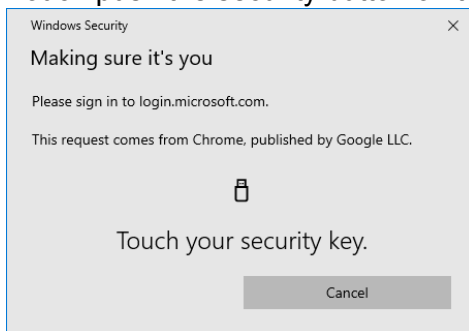 Windows Security
Making sure it's you
Please sign in to login.microsoft.com.
This request comes from Chrome, published by Google LLC.
Touch your security key.
Cancel